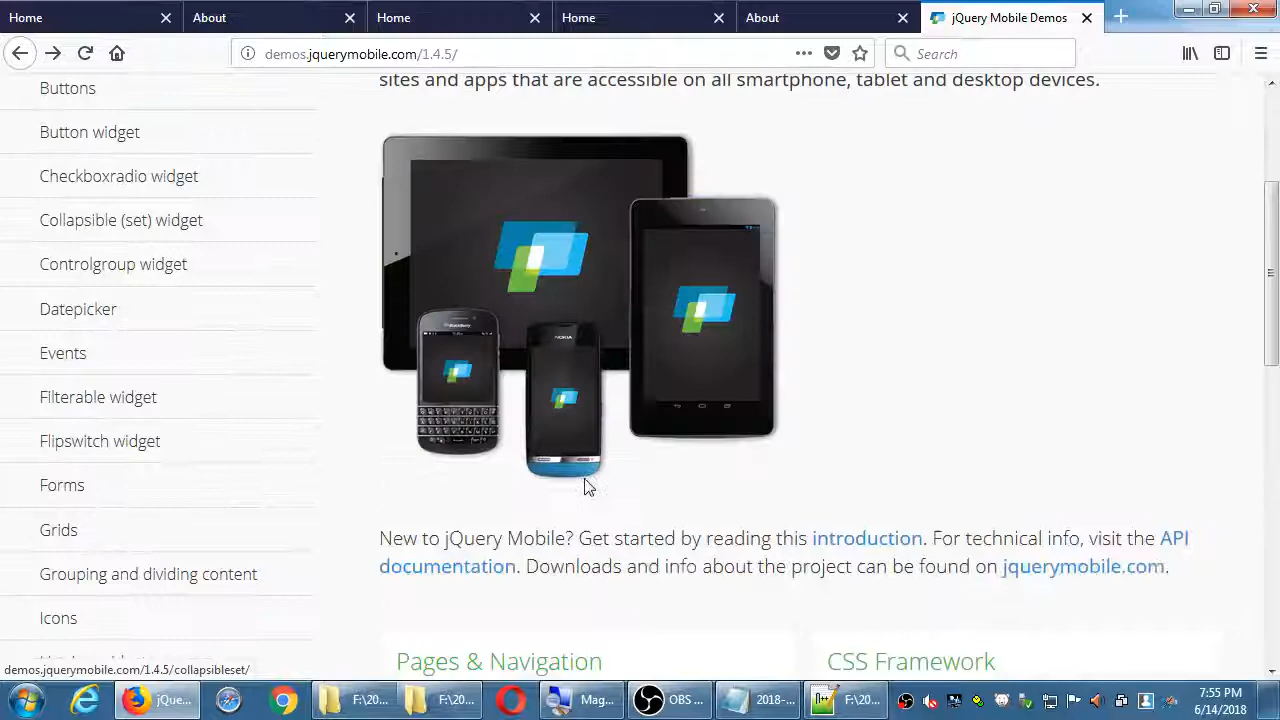 Home
About
Home
Home
About
jQuery Mobile Demos
demos.jquerymobile.com/1.4.5/
Search
Buttons
Button widget
Checkboxradio widget
Collapsible (set) widget
Controlgroup widget
Datepicker
Events
Filterable widget
Flipswitch widget
Forms
Grids
Grouping and dividing content
Icons
sites and apps that are accessible on all smartphone, tablet and desktop devices.
BlackBerry
NOKIA
New to jQuery Mobile? Get started by reading this introduction. For technical info, visit the API
documentation. Downloads and info about the project can be found on jquerymobile.com.
Pages & Navigation
CSS Framework
demos.jquerymobile.com/1.4.5/collapsibleset/
jQue...
F:\20...
F:\20...
Mag...
OBS ...
2018-...
F:\20...
7:55 PM
6/14/2018